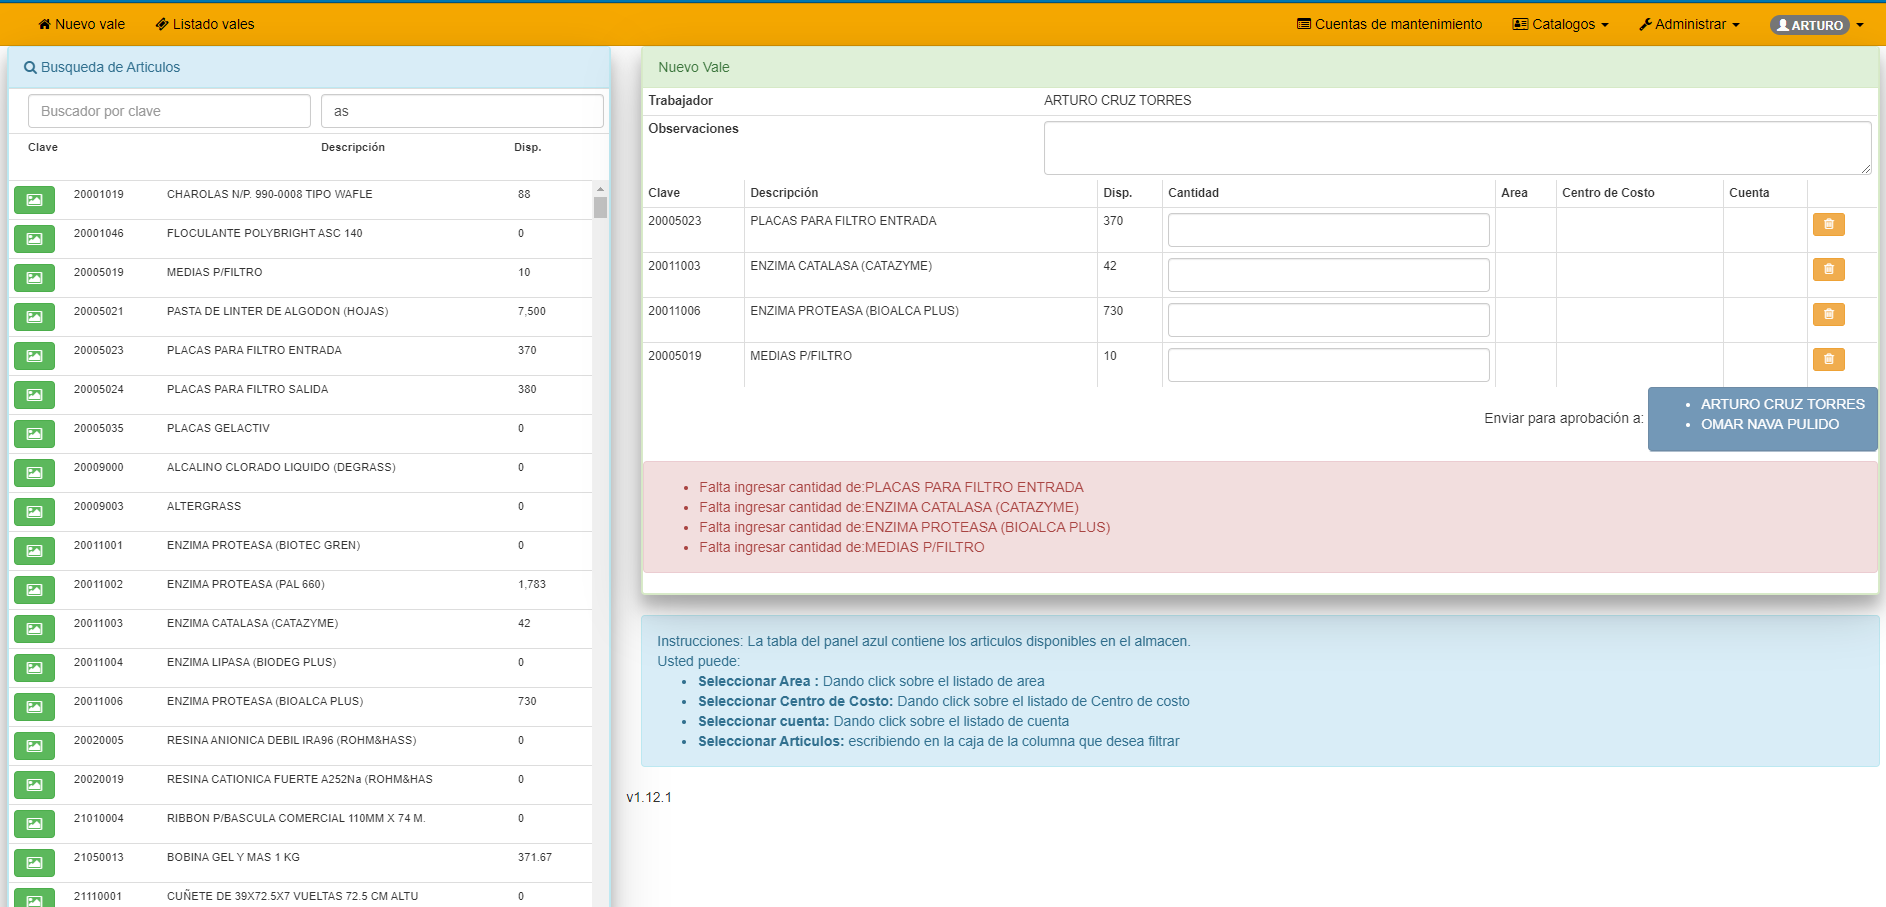 Nuevo vale Listado vales Cuentas de mantenimiento Catalogos Administrar ARTURO
Busqueda de Articulos
Buscador por clave as
Clave Descripción Disp.
20001019 CHAROLAS N/P. 990-0008 TIPO WAFLE 88
20001046 FLOCULANTE POLYBRIGHT ASC 140 0
20005019 MEDIAS P/FILTRO 10
20005021 PASTA DE LINTER DE ALGODON (HOJAS) 7,500
20005023 PLACAS PARA FILTRO ENTRADA 370
20005024 PLACAS PARA FILTRO SALIDA 380
20005035 PLACAS GELACTIV 0
20009000 ALCALINO CLORADO LIQUIDO (DEGRASS) 0
20009003 ALTERGRASS 0
20011001 ENZIMA PROTEASA (BIOTEC GREN) 0
20011002 ENZIMA PROTEASA (PAL 660) 1,783
20011003 ENZIMA CATALASA (CATAZYME) 42
20011004 ENZIMA LIPASA (BIODEG PLUS) 0
20011006 ENZIMA PROTEASA (BIOALCA PLUS) 730
20020005 RESINA ANIONICA DEBIL IRA96 (ROHM&HASS) 0
20020019 RESINA CATIONICA FUERTE A252Na (ROHM&HAS 0
21010004 RIBBON P/BASCULA COMERCIAL 110MM X 74 M. 0
21050013 BOBINA GEL Y MAS 1 KG 371.67
21110001 CUÑETE DE 39X72.5X7 VUELTAS 72.5 CM ALTU 0
Nuevo Vale
Trabajador ARTURO CRUZ TORRES
Observaciones
Clave Descripción Disp. Cantidad Area Centro de Costo Cuenta
20005023 PLACAS PARA FILTRO ENTRADA 370
20011003 ENZIMA CATALASA (CATAZYME) 42
20011006 ENZIMA PROTEASA (BIOALCA PLUS) 730
20005019 MEDIAS P/FILTRO 10
Enviar para aprobación a:
ARTURO CRUZ TORRES
OMAR NAVA PULIDO
Falta ingresar cantidad de:PLACAS PARA FILTRO ENTRADA
Falta ingresar cantidad de:ENZIMA CATALASA (CATAZYME)
Falta ingresar cantidad de:ENZIMA PROTEASA (BIOALCA PLUS)
Falta ingresar cantidad de:MEDIAS P/FILTRO
Instrucciones: La tabla del panel azul contiene los articulos disponibles en el almacen.
Usted puede:
Seleccionar Area : Dando click sobre el listado de area
Seleccionar Centro de Costo: Dando click sobre el listado de Centro de costo
Seleccionar cuenta: Dando click sobre el listado de cuenta
Seleccionar Articulos: escribiendo en la caja de la columna que desea filtrar
v1.12.1